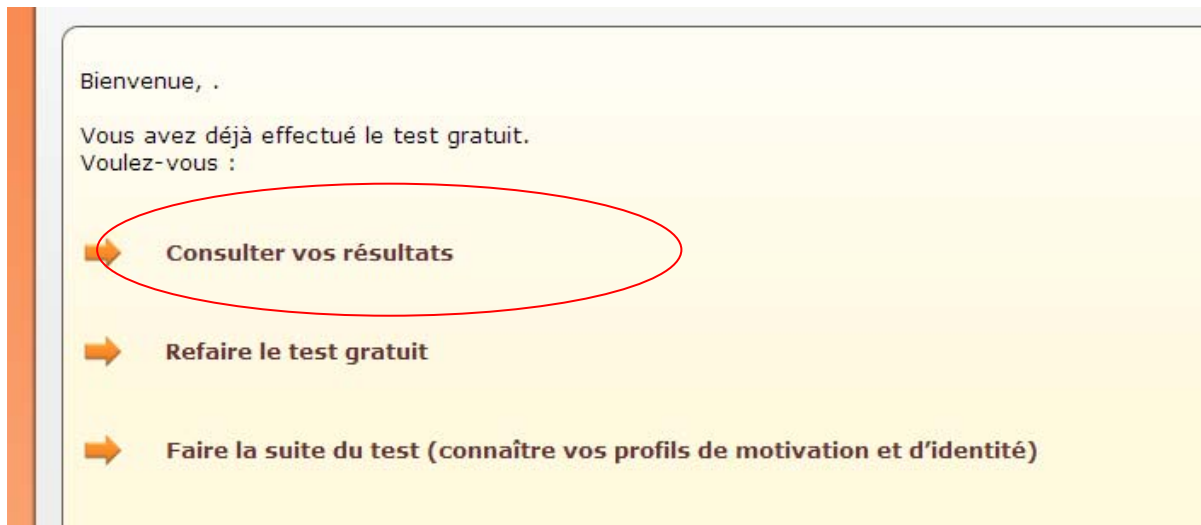 Bienvenue, .
Vous avez déjà effectué le test gratuit.
Voulez-vous :
Consulter vos résultats
Refaire le test gratuit
Faire la suite du test (connaître vos profils de motivation et d’identité)